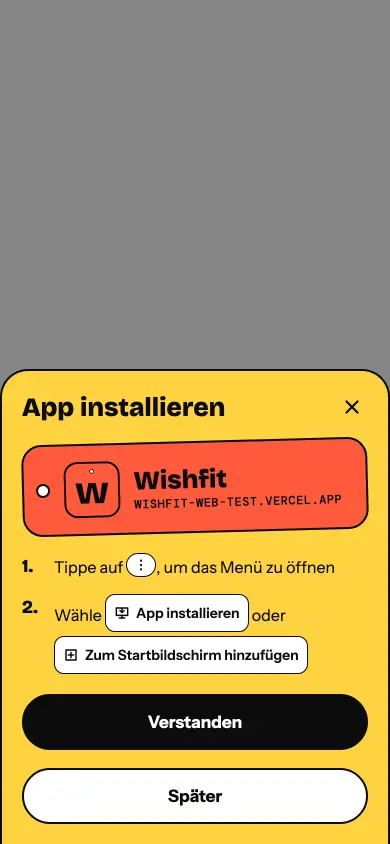 App installieren
W
Wishfit
WISHFIT-WEB-TEST.VERCEL.APP
1. Tippe auf ⋮, um das Menü zu öffnen
2. Wähle App installieren oder
Zum Startbildschirm hinzufügen
Verstanden
Später